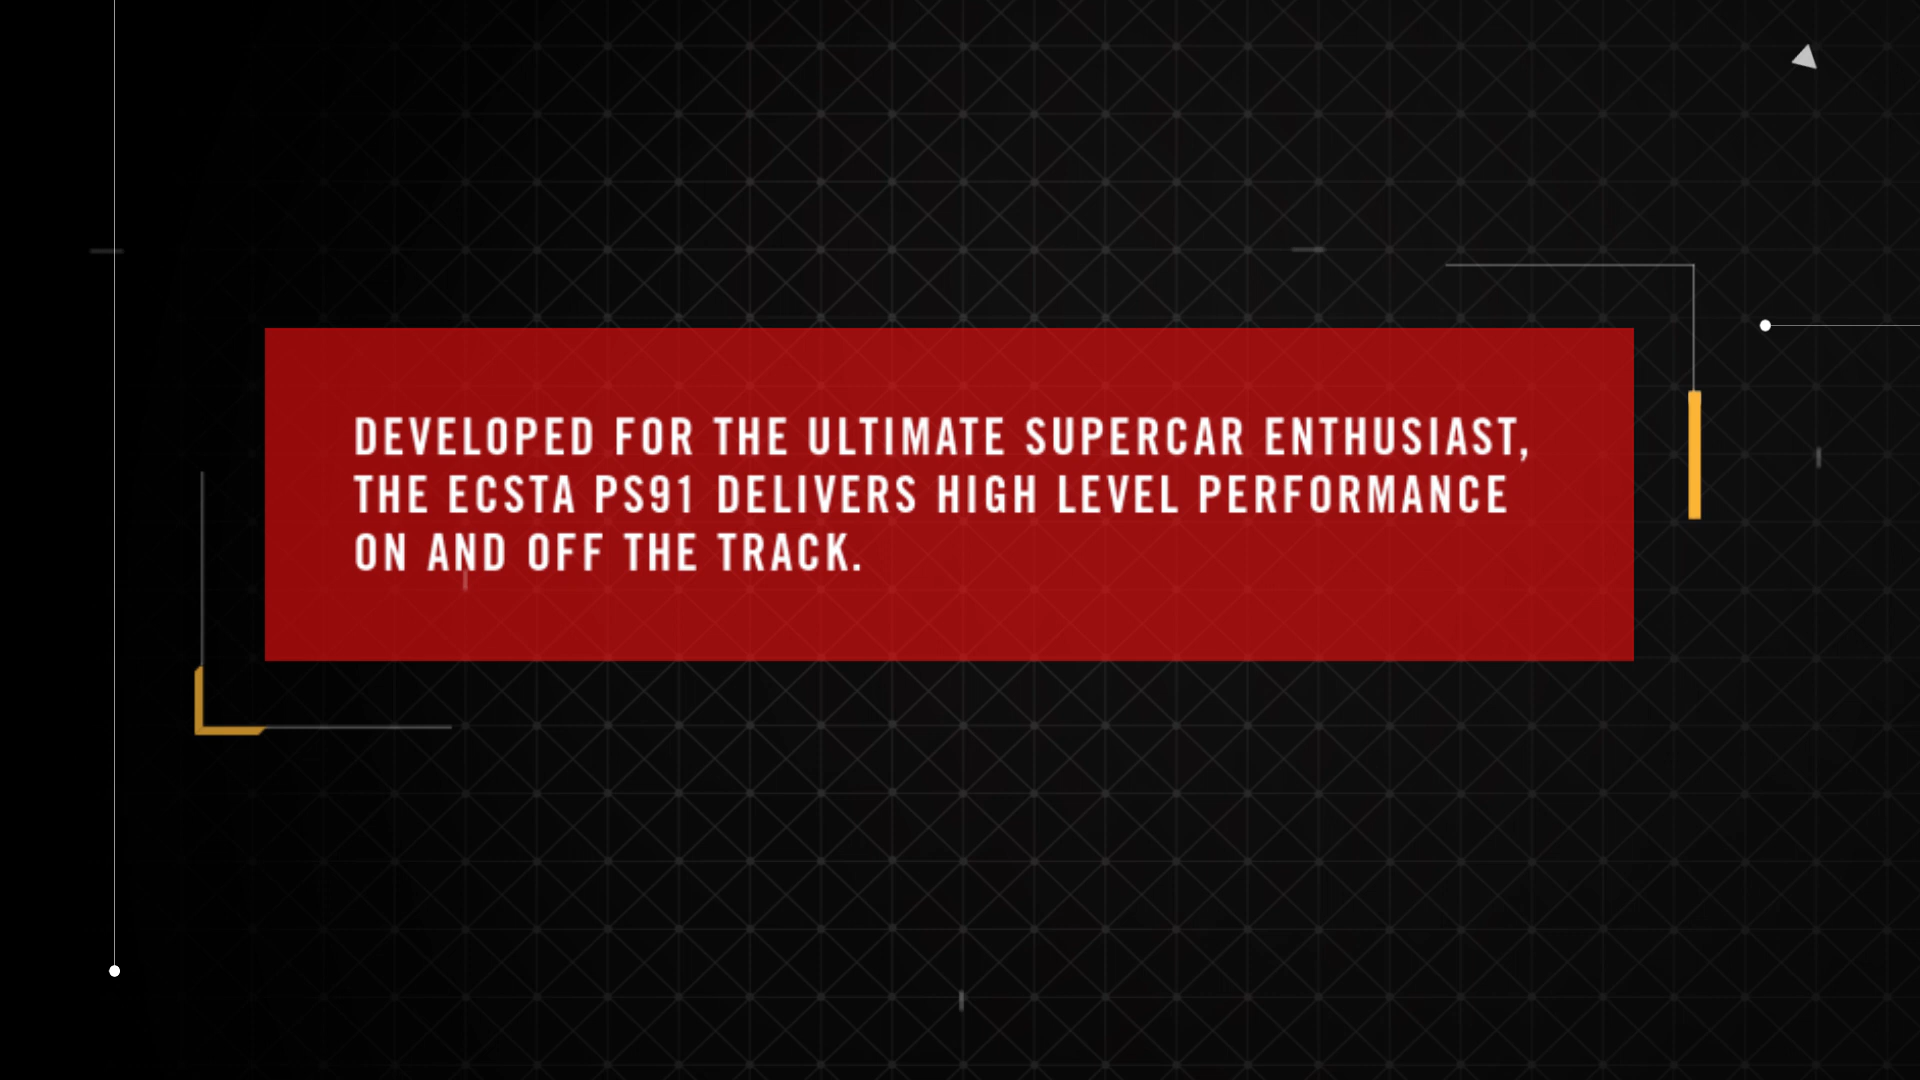 DEVELOPED FOR THE ULTIMATE SUPERCAR ENTHUSIAST,
THE ECSTA PS91 DELIVERS HIGH LEVEL PERFORMANCE
ON AND OFF THE TRACK.